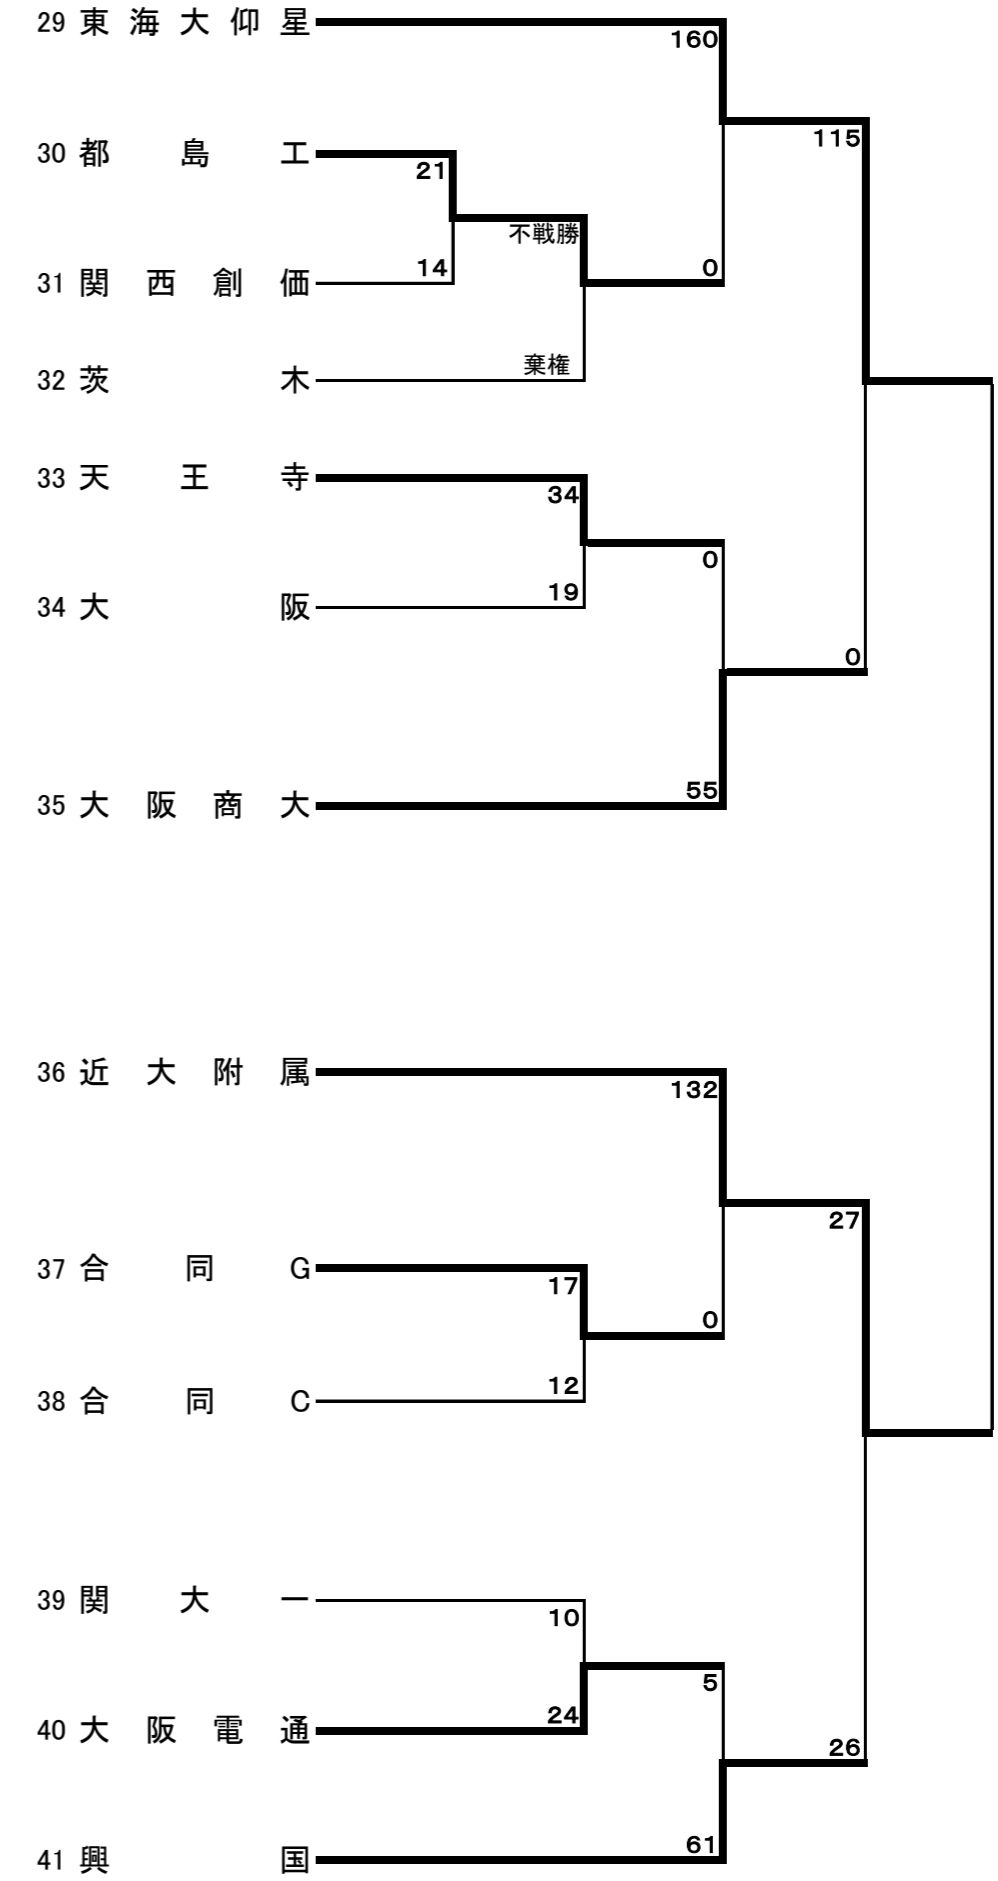 29 東海大仰星
160
115
30 都島工
21
不戦勝
14
0
31 関西創価
棄権
32 茨木
33 天王寺
34
0
19
34 大阪
0
55
35 大阪商大
36 近大附属
132
27
37 合同G
17
0
12
38 合同C
39 関大一
10
5
24
40 大阪電通
26
61
41 興国